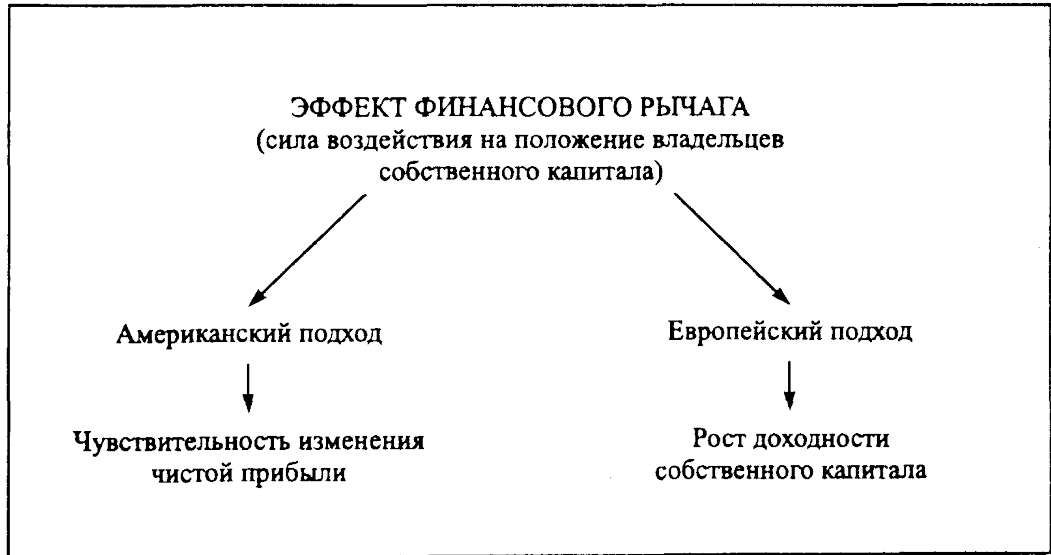 ЭФФЕКТ ФИНАНСОВОГО РЫЧАГА
(сила воздействия на положение владельцев
собственного капитала)
Американский подход
Европейский подход
Чувствительность изменения
чистой прибыли
Рост доходности
собственного капитала